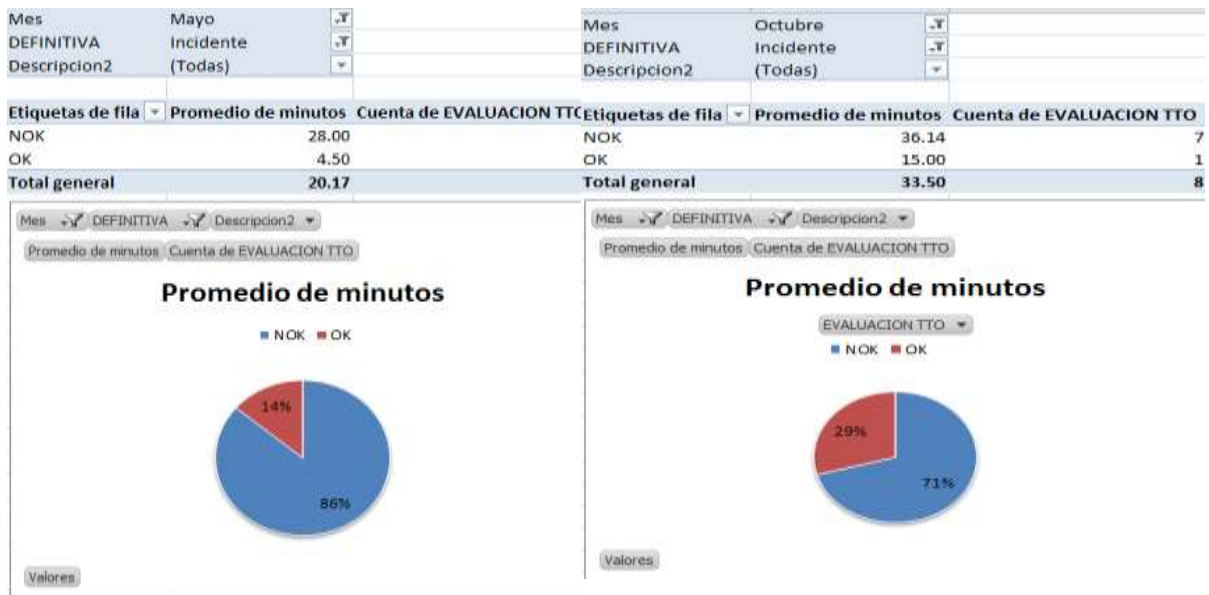 Mes Mayo
DEFINITIVA Incidente
Descripcion2 (Todas)
Etiquetas de fila Promedio de minutos Cuenta de EVALUACION TTO
NOK 28.00
OK 4.50
Total general 20.17
Mes DEFINITIVA Descripcion2
Promedio de minutos Cuenta de EVALUACION TTO
Promedio de minutos
NOK OK
14%
86%
Valores
Mes Octubre
DEFINITIVA Incidente
Descripcion2 (Todas)
Etiquetas de fila Promedio de minutos Cuenta de EVALUACION TTO
NOK 36.14 7
OK 15.00 1
Total general 33.50 8
Mes DEFINITIVA Descripcion2
Promedio de minutos Cuenta de EVALUACION TTO
Promedio de minutos
EVALUACION TTO
NOK OK
29%
71%
Valores